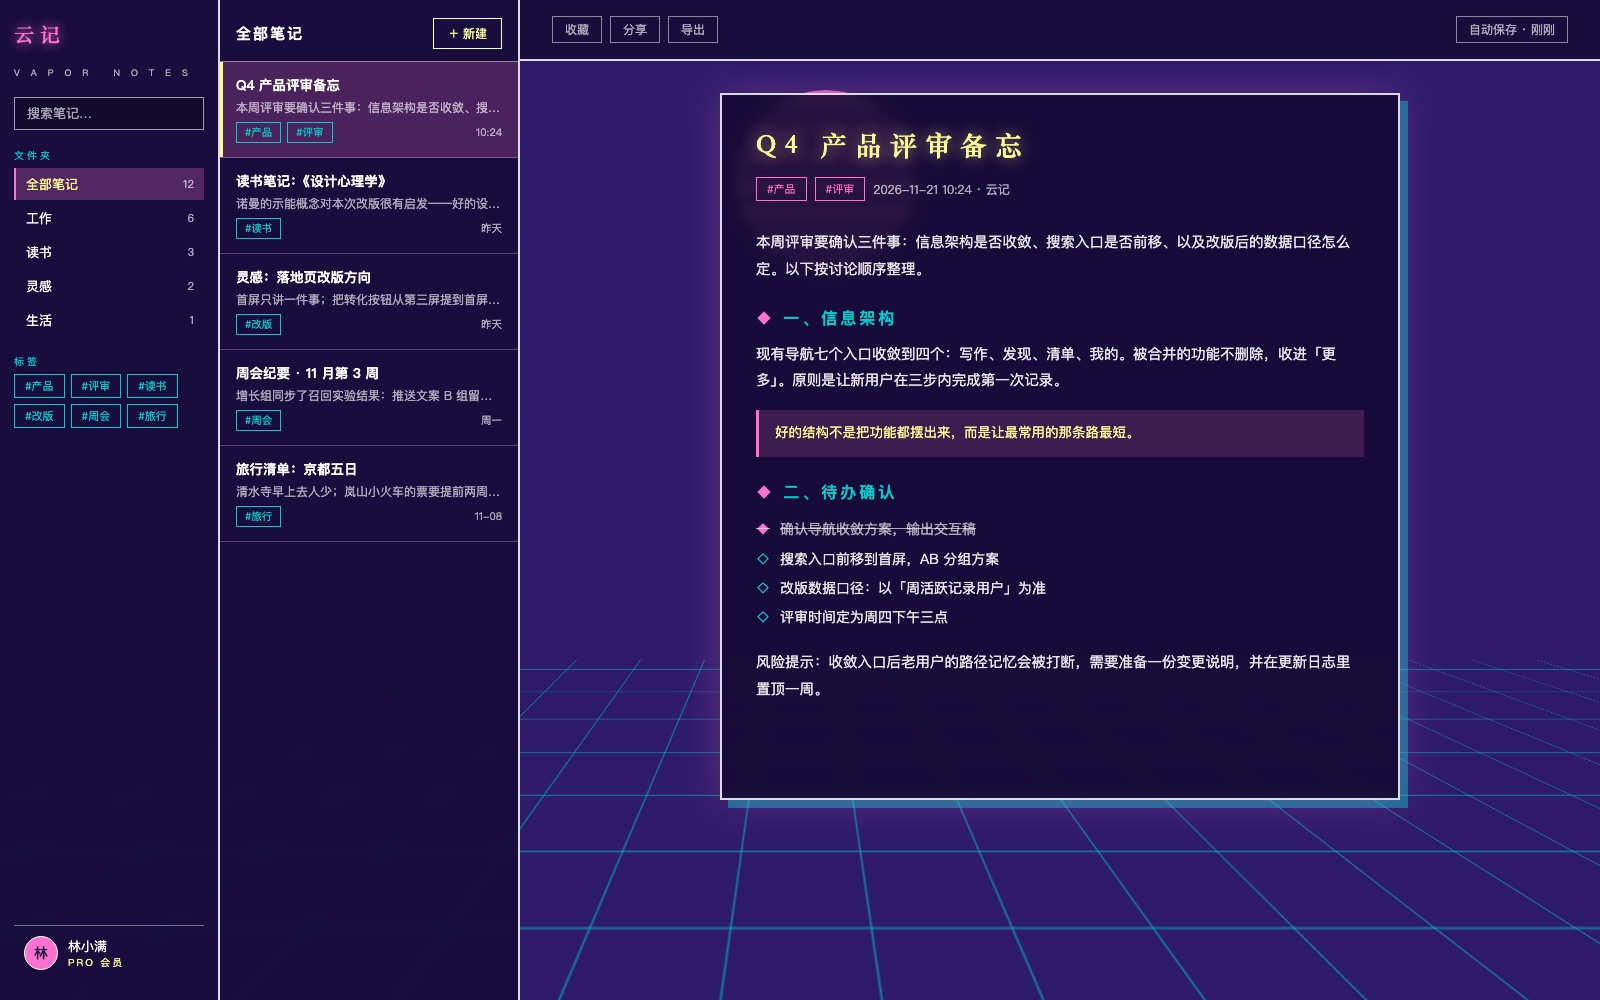 云记
VAPOR NOTES
搜索笔记…
文件夹
全部笔记 12
工作 6
读书 3
灵感 2
生活 1
标签
#产品 #评审 #读书
#改版 #周会 #旅行
林
林小满
PRO 会员
全部笔记
+ 新建
Q4 产品评审备忘
本周评审要确认三件事：信息架构是否收敛、搜…
#产品 #评审 10:24
读书笔记：《设计心理学》
诺曼的示能概念对本次改版很有启发——好的设…
#读书 昨天
灵感：落地页改版方向
首屏只讲一件事；把转化按钮从第三屏提到首屏…
#改版 昨天
周会纪要 · 11 月第 3 周
增长组同步了召回实验结果：推送文案 B 组留…
#周会 周一
旅行清单：京都五日
清水寺早上去人少；岚山小火车的票要提前两周…
#旅行 11-08
收藏 分享 导出
自动保存 · 刚刚
Q4 产品评审备忘
#产品 #评审 2026-11-21 10:24 · 云记
本周评审要确认三件事：信息架构是否收敛、搜索入口是否前移、以及改版后的数据口径怎么
定。以下按讨论顺序整理。
◆ 一、信息架构
现有导航七个入口收敛到四个：写作、发现、清单、我的。被合并的功能不删除，收进「更
多」。原则是让新用户在三步内完成第一次记录。
好的结构不是把功能都摆出来，而是让最常用的那条路最短。
◆ 二、待办确认
◆ 确认导航收敛方案，输出交互稿
◇ 搜索入口前移到首屏，AB 分组方案
◇ 改版数据口径：以「周活跃记录用户」为准
◇ 评审时间定为周四下午三点
风险提示：收敛入口后老用户的路径记忆会被打断，需要准备一份变更说明，并在更新日志里
置顶一周。